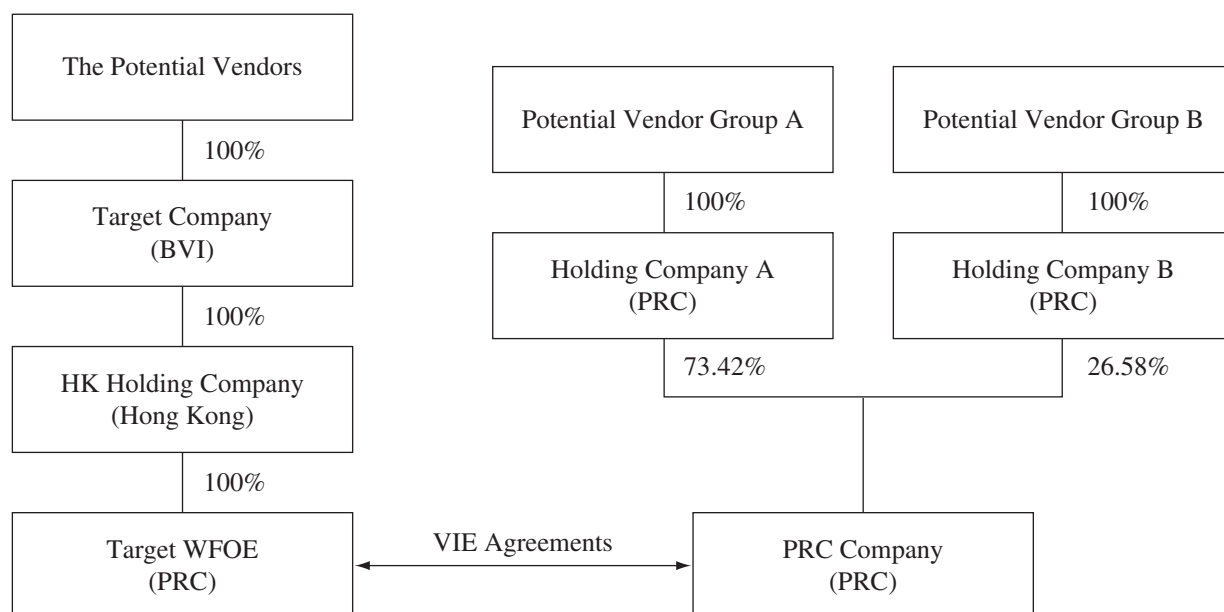 The Potential Vendors
100%
Target Company
(BVI)
100%
HK Holding Company
(Hong Kong)
100%
Target WFOE
(PRC)
VIE Agreements
Potential Vendor Group A
100%
Holding Company A
(PRC)
73.42%
Potential Vendor Group B
100%
Holding Company B
(PRC)
26.58%
PRC Company
(PRC)